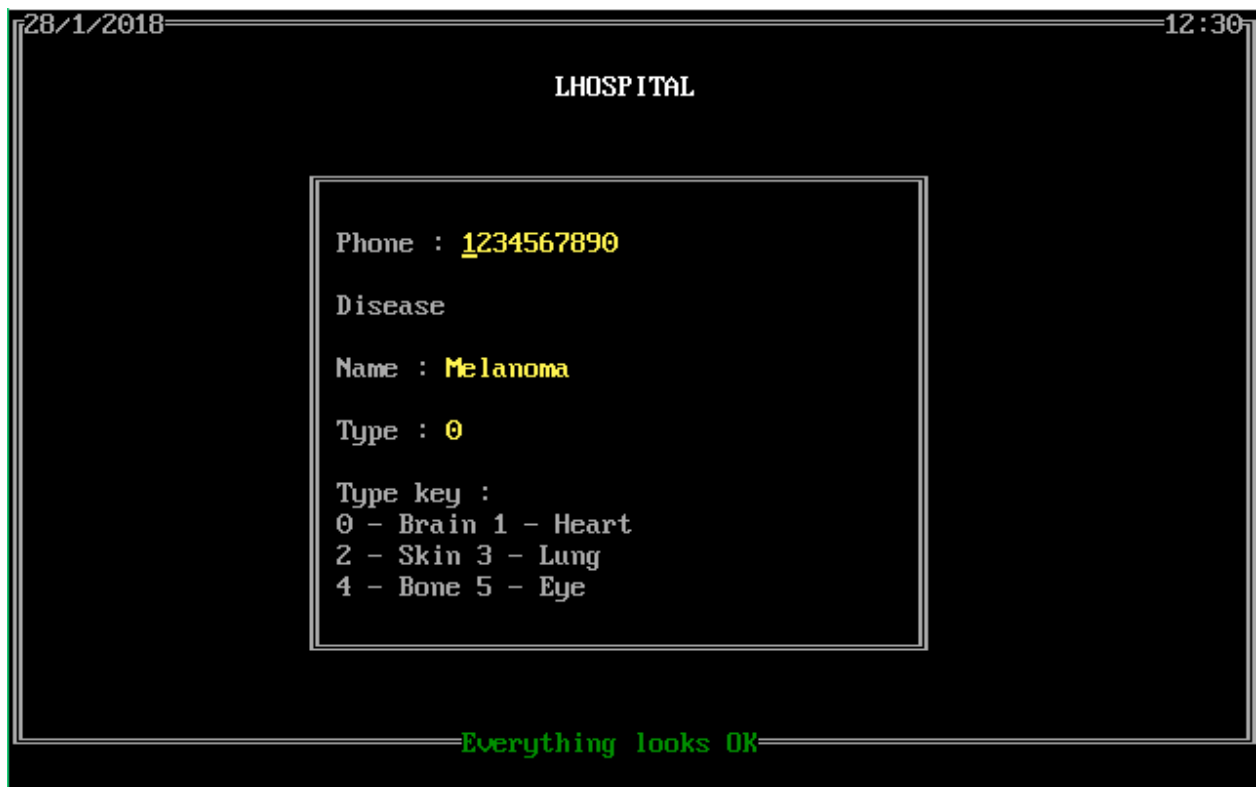 28/1/2018 12:30
LHOSPITAL
Phone : 1234567890
Disease
Name : Melanoma
Type : 0
Type key :
0 - Brain 1 - Heart
2 - Skin 3 - Lung
4 - Bone 5 - Eye
Everything looks OK